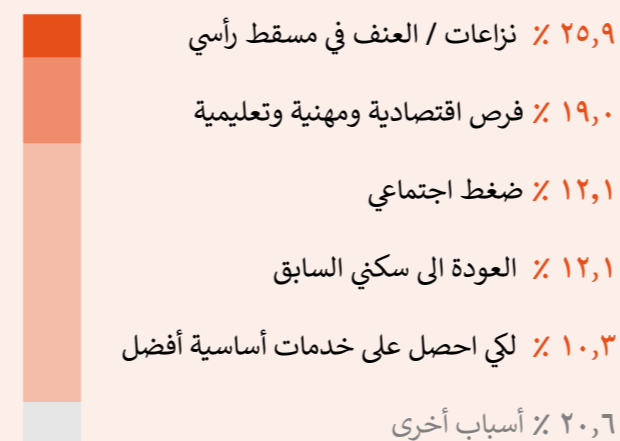 ٢٥,٩ ٪ نزاعات / العنف في مسقط رأسي
١٩,٠ ٪ فرص اقتصادية ومهنية وتعليمية
١٢,١ ٪ ضغط اجتماعي
١٢,١ ٪ العودة الى سكني السابق
١٠,٣ ٪ لكي احصل على خدمات أساسية أفضل
٢٠,٦ ٪ أسباب أخرى